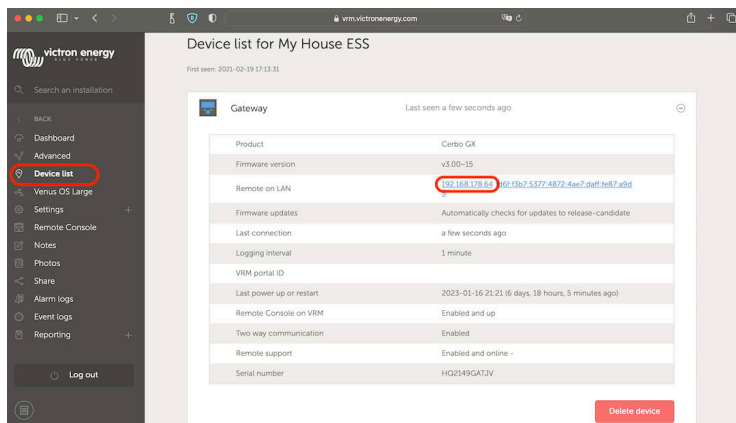 vrm.victronenergy.com
victron energy
BLUE POWER
Search an installation
BACK
Dashboard
Advanced
Device list
Venus OS Large
Settings
Remote Console
Notes
Photos
Share
Alarm logs
Event logs
Reporting
Log out
Device list for My House ESS
First seen: 2021-02-19 17:13:31
Gateway Last seen a few seconds ago
Product Cerbo GX
Firmware version v3.00~15
Remote on LAN 192.168.178.64
Firmware updates Automatically checks for updates to release-candidate
Last connection a few seconds ago
Logging interval 1 minute
VRM portal ID
Last power up or restart 2023-01-16 21:21 (6 days, 18 hours, 5 minutes ago)
Remote Console on VRM Enabled and up
Two way communication Enabled
Remote support Enabled and online -
Serial number HQ2149GATJV
Delete device